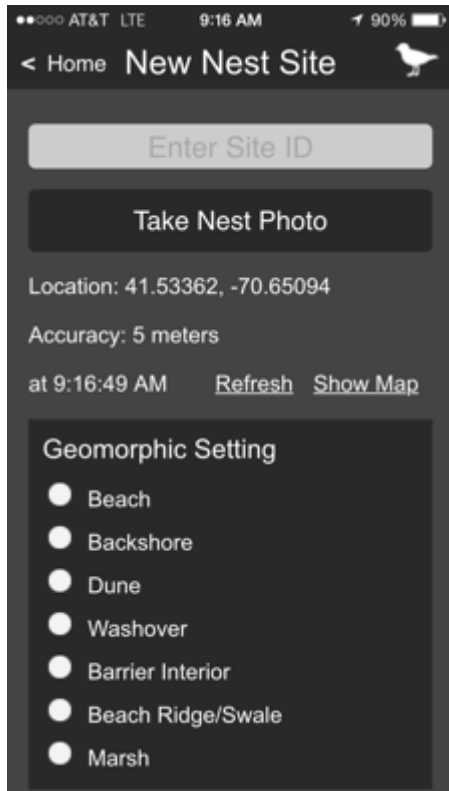 AT&T LTE 9:16 AM 90%
< Home New Nest Site
Enter Site ID
Take Nest Photo
Location: 41.53362, -70.65094
Accuracy: 5 meters
at 9:16:49 AM Refresh Show Map
Geomorphic Setting
Beach
Backshore
Dune
Washover
Barrier Interior
Beach Ridge/Swale
Marsh